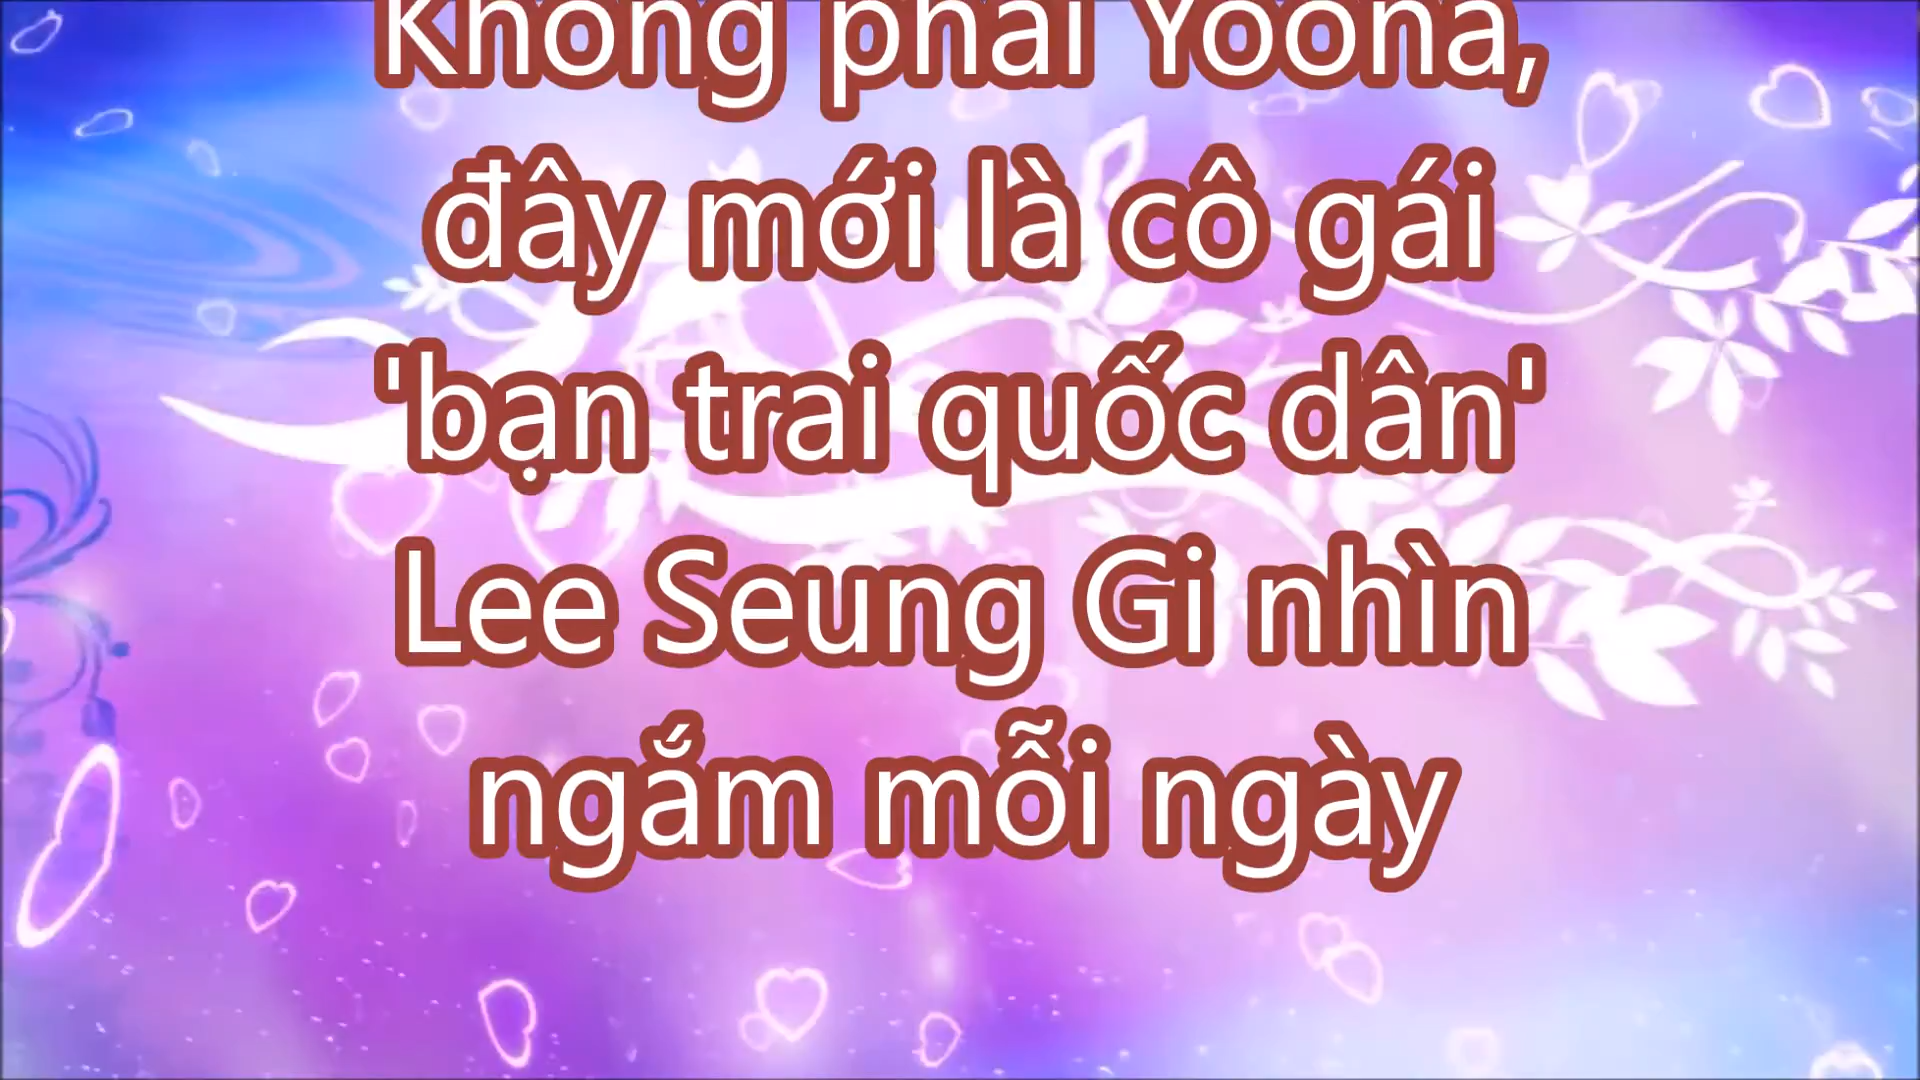 Không phải Yoona,
đây mới là cô gái
'bạn trai quốc dân'
Lee Seung Gi nhìn
ngắm mỗi ngày